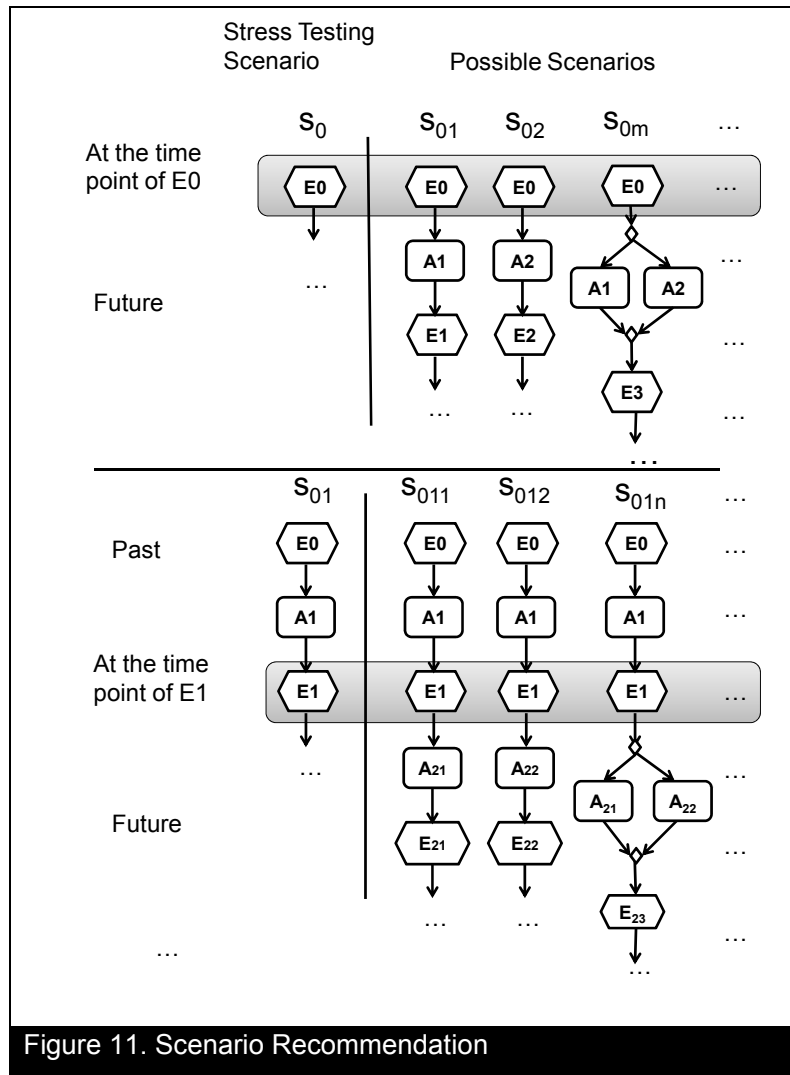 Stress Testing
Scenario
Possible Scenarios
S0 S01 S02 S0m …
At the time
point of E0
E0 E0 E0 E0 …
… A1 A2 A1 A2 …
Future
E1 E2 …
… … E3 …
…
S01 S011 S012 S01n …
Past
E0 E0 E0 E0 …
A1 A1 A1 A1 …
At the time
point of E1
E1 E1 E1 E1 …
… A21 A22 A21 A22 …
Future
E21 E22 …
… … E23 …
… …
Figure 11. Scenario Recommendation